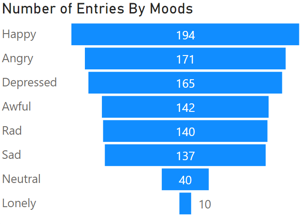 Number of Entries By Moods
Happy 194
Angry 171
Depressed 165
Awful 142
Rad 140
Sad 137
Neutral 40
Lonely 10